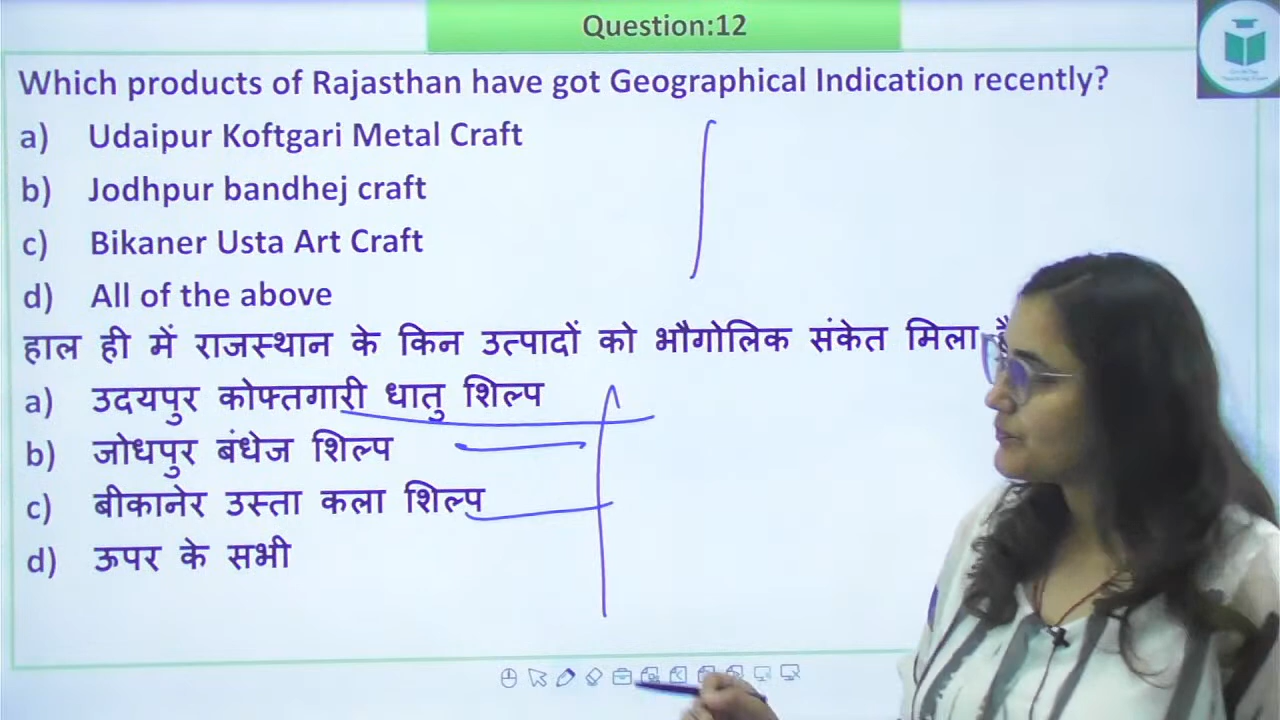 Question:12
Which products of Rajasthan have got Geographical Indication recently?
a) Udaipur Koftgari Metal Craft
b) Jodhpur bandhej craft
c) Bikaner Usta Art Craft
d) All of the above
हाल ही में राजस्थान के किन उत्पादों को भौगोलिक संकेत मिला
a) उदयपुर कोफ्तगारी धातु शिल्प
b) जोधपुर बंधेज शिल्प
c) बीकानेर उस्ता कला शिल्प
d) ऊपर के सभी